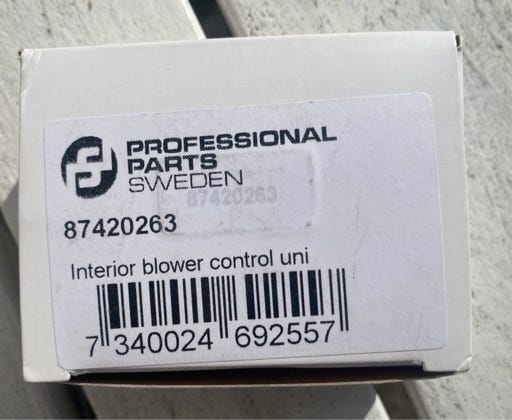 PROFESSIONAL
PARTS
SWEDEN
87420263
87420263
Interior blower control uni
7 340024 692557